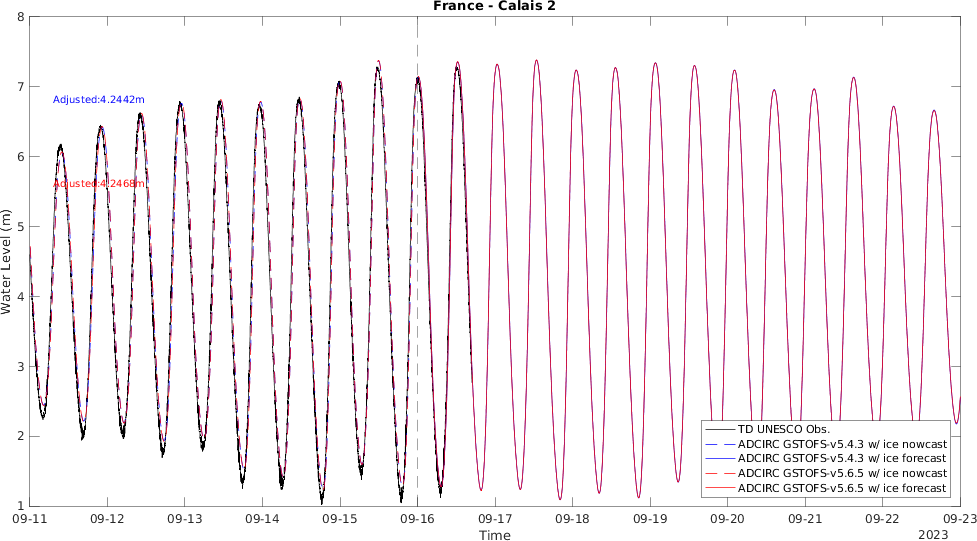 France - Calais 2
8
7
6
5
4
3
2
1
Water Level (m)
Adjusted:4.2442m
Adjusted:4.2468m
TD UNESCO Obs.
ADCIRC GSTOFS-v5.4.3 w/ ice nowcast
ADCIRC GSTOFS-v5.4.3 w/ ice forecast
ADCIRC GSTOFS-v5.6.5 w/ ice nowcast
ADCIRC GSTOFS-v5.6.5 w/ ice forecast
09-11 09-12 09-13 09-14 09-15 09-16 09-17 09-18 09-19 09-20 09-21 09-22 09-23
Time
2023